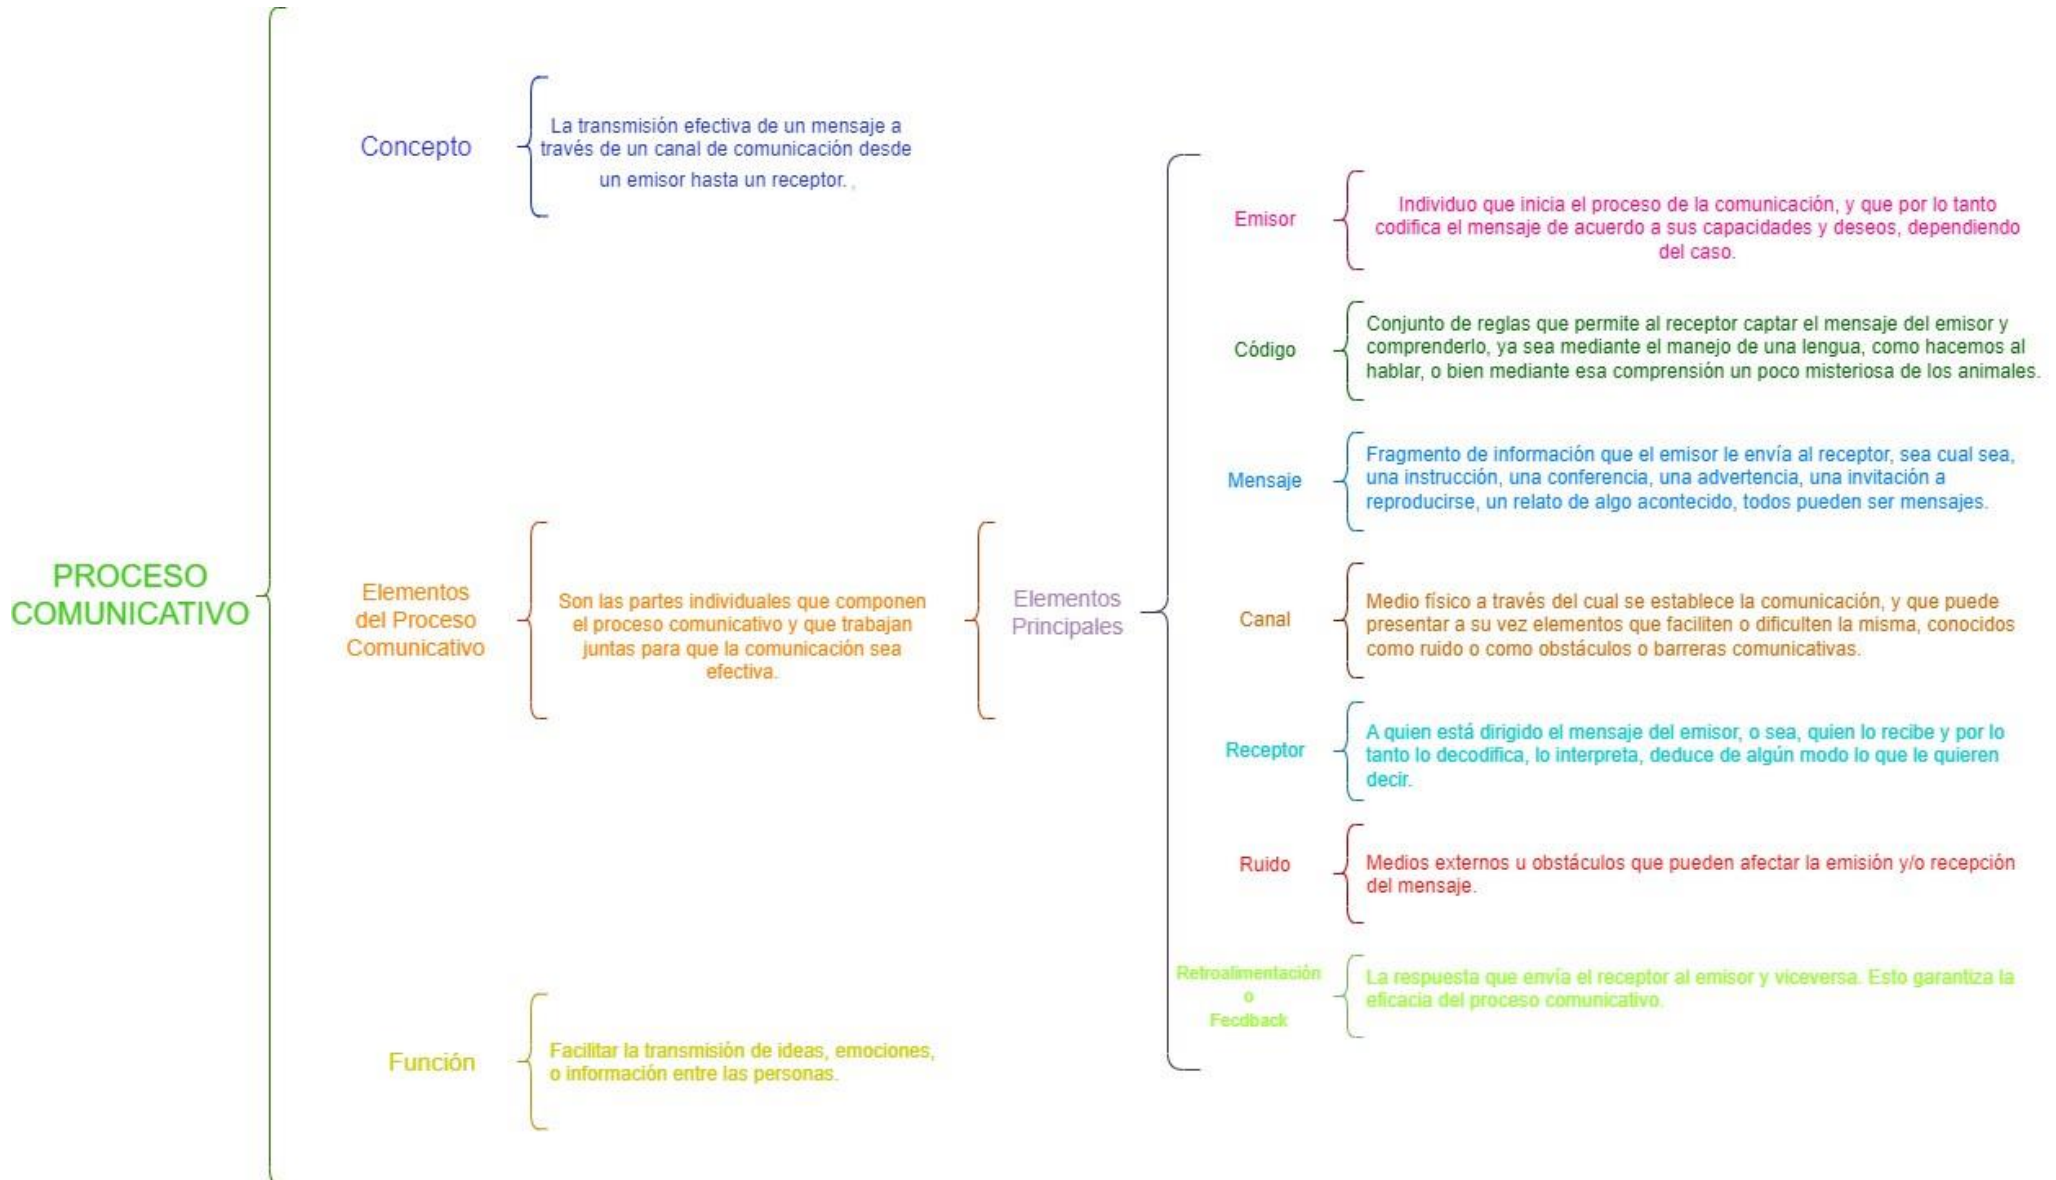 PROCESO
COMUNICATIVO
Concepto
La transmisión efectiva de un mensaje a
través de un canal de comunicación desde
un emisor hasta un receptor. ,
Elementos
del Proceso
Comunicativo
Son las partes individuales que componen
el proceso comunicativo y que trabajan
juntas para que la comunicación sea
efectiva.
Elementos
Principales
Emisor
Individuo que inicia el proceso de la comunicación, y que por lo tanto
codifica el mensaje de acuerdo a sus capacidades y deseos, dependiendo
del caso.
Código
Conjunto de reglas que permite al receptor captar el mensaje del emisor y
comprenderlo, ya sea mediante el manejo de una lengua, como hacemos al
hablar, o bien mediante esa comprensión un poco misteriosa de los animales.
Mensaje
Fragmento de información que el emisor le envía al receptor, sea cual sea,
una instrucción, una conferencia, una advertencia, una invitación a
reproducirse, un relato de algo acontecido, todos pueden ser mensajes.
Canal
Medio físico a través del cual se establece la comunicación, y que puede
presentar a su vez elementos que faciliten o dificulten la misma, conocidos
como ruido o como obstáculos o barreras comunicativas.
Receptor
A quien está dirigido el mensaje del emisor, o sea, quien lo recibe y por lo
tanto lo decodifica, lo interpreta, deduce de algún modo lo que le quieren
decir.
Ruido
Medios externos u obstáculos que pueden afectar la emisión y/o recepción
del mensaje.
Retroalimentación
o
Feedback
La respuesta que envía el receptor al emisor y viceversa. Esto garantiza la
eficacia del proceso comunicativo.
Función
Facilitar la transmisión de ideas, emociones,
o información entre las personas.